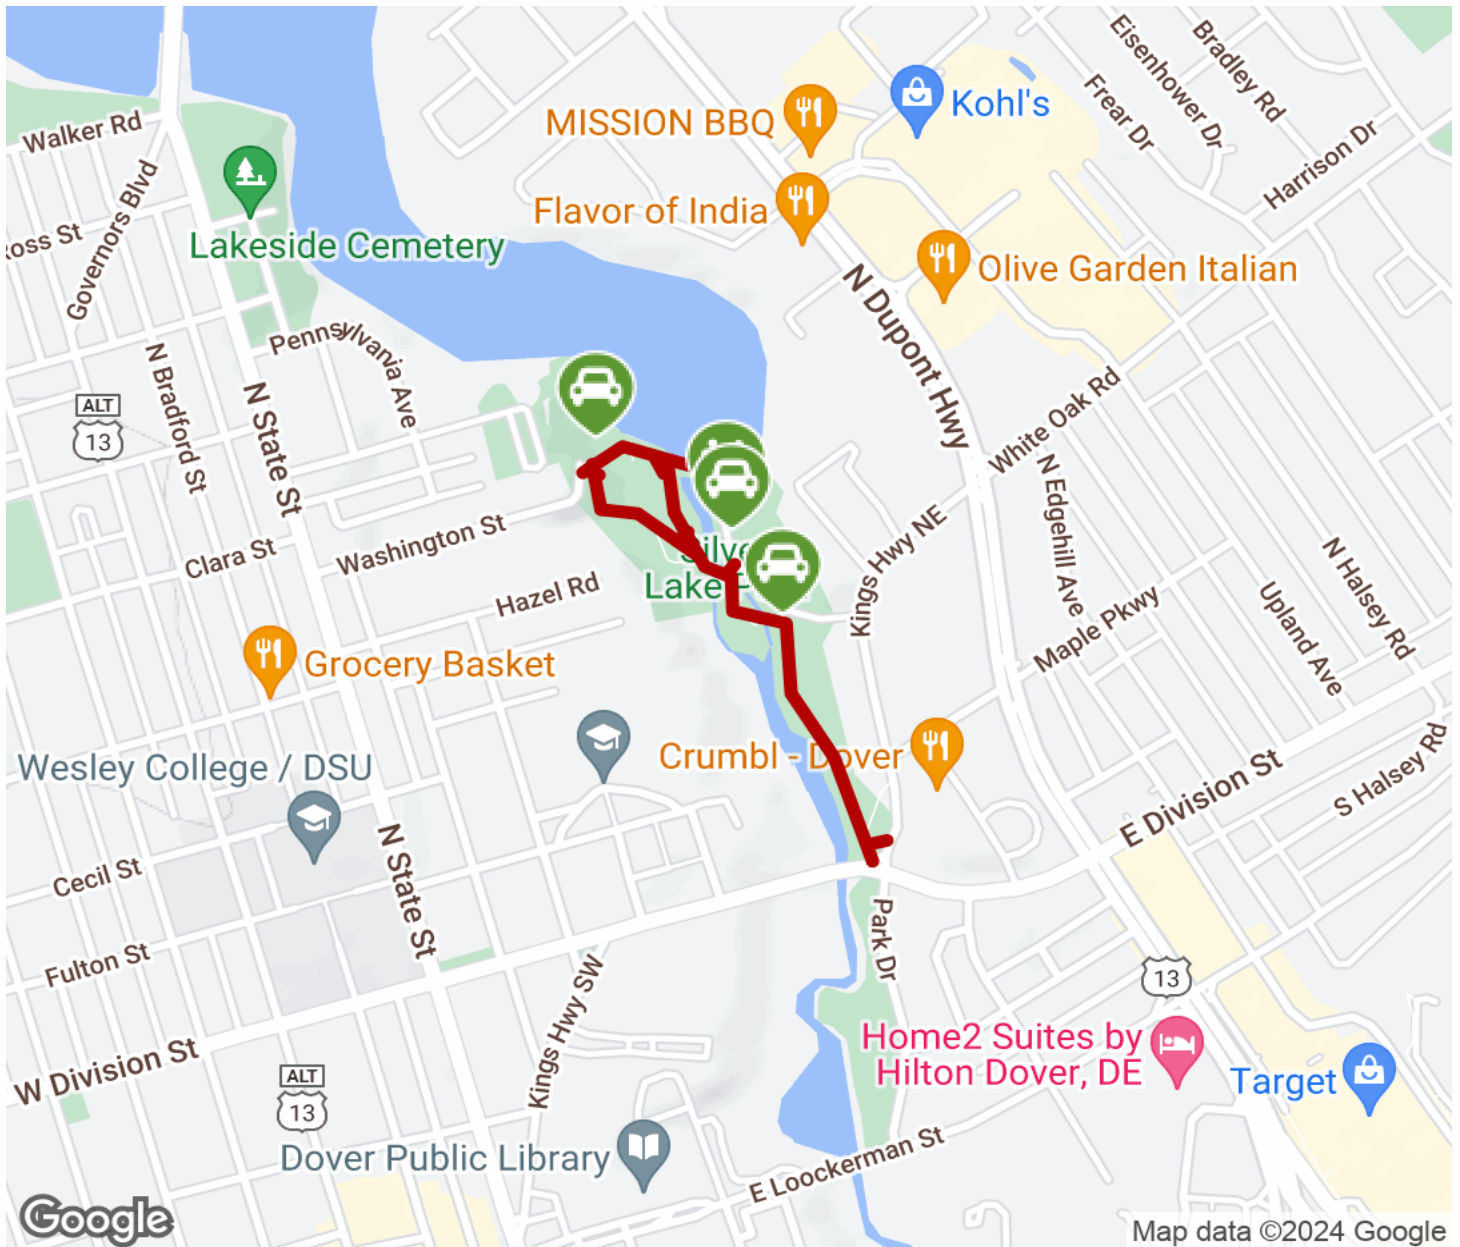 Walker Rd
Governors Blvd
oss St
Lakeside Cemetery
Pennsylvania Ave
N Bradford St
ALT
13
N State St
Clara St
Washington St
Hazel Rd
Grocery Basket
Wesley College / DSU
N State St
Cecil St
Fulton St
W Division St
ALT
13
Kings Hwy SW
Dover Public Library
E Loockerman St
MISSION BBQ
Kohl's
Flavor of India
Olive Garden Italian
N Dupont Hwy
Eisenhower Dr
Bradley Rd
Frear Dr
Harrison Dr
White Oak Rd
N Edgehill Ave
Kings Hwy NE
Maple Pkwy
Upland Ave
N Halsey Rd
S Halsey Rd
E Division St
Silve
Lake
Crumbl - Dover
Park Dr
13
Home2 Suites by
Hilton Dover, DE
Target
Google
Map data ©2024 Google